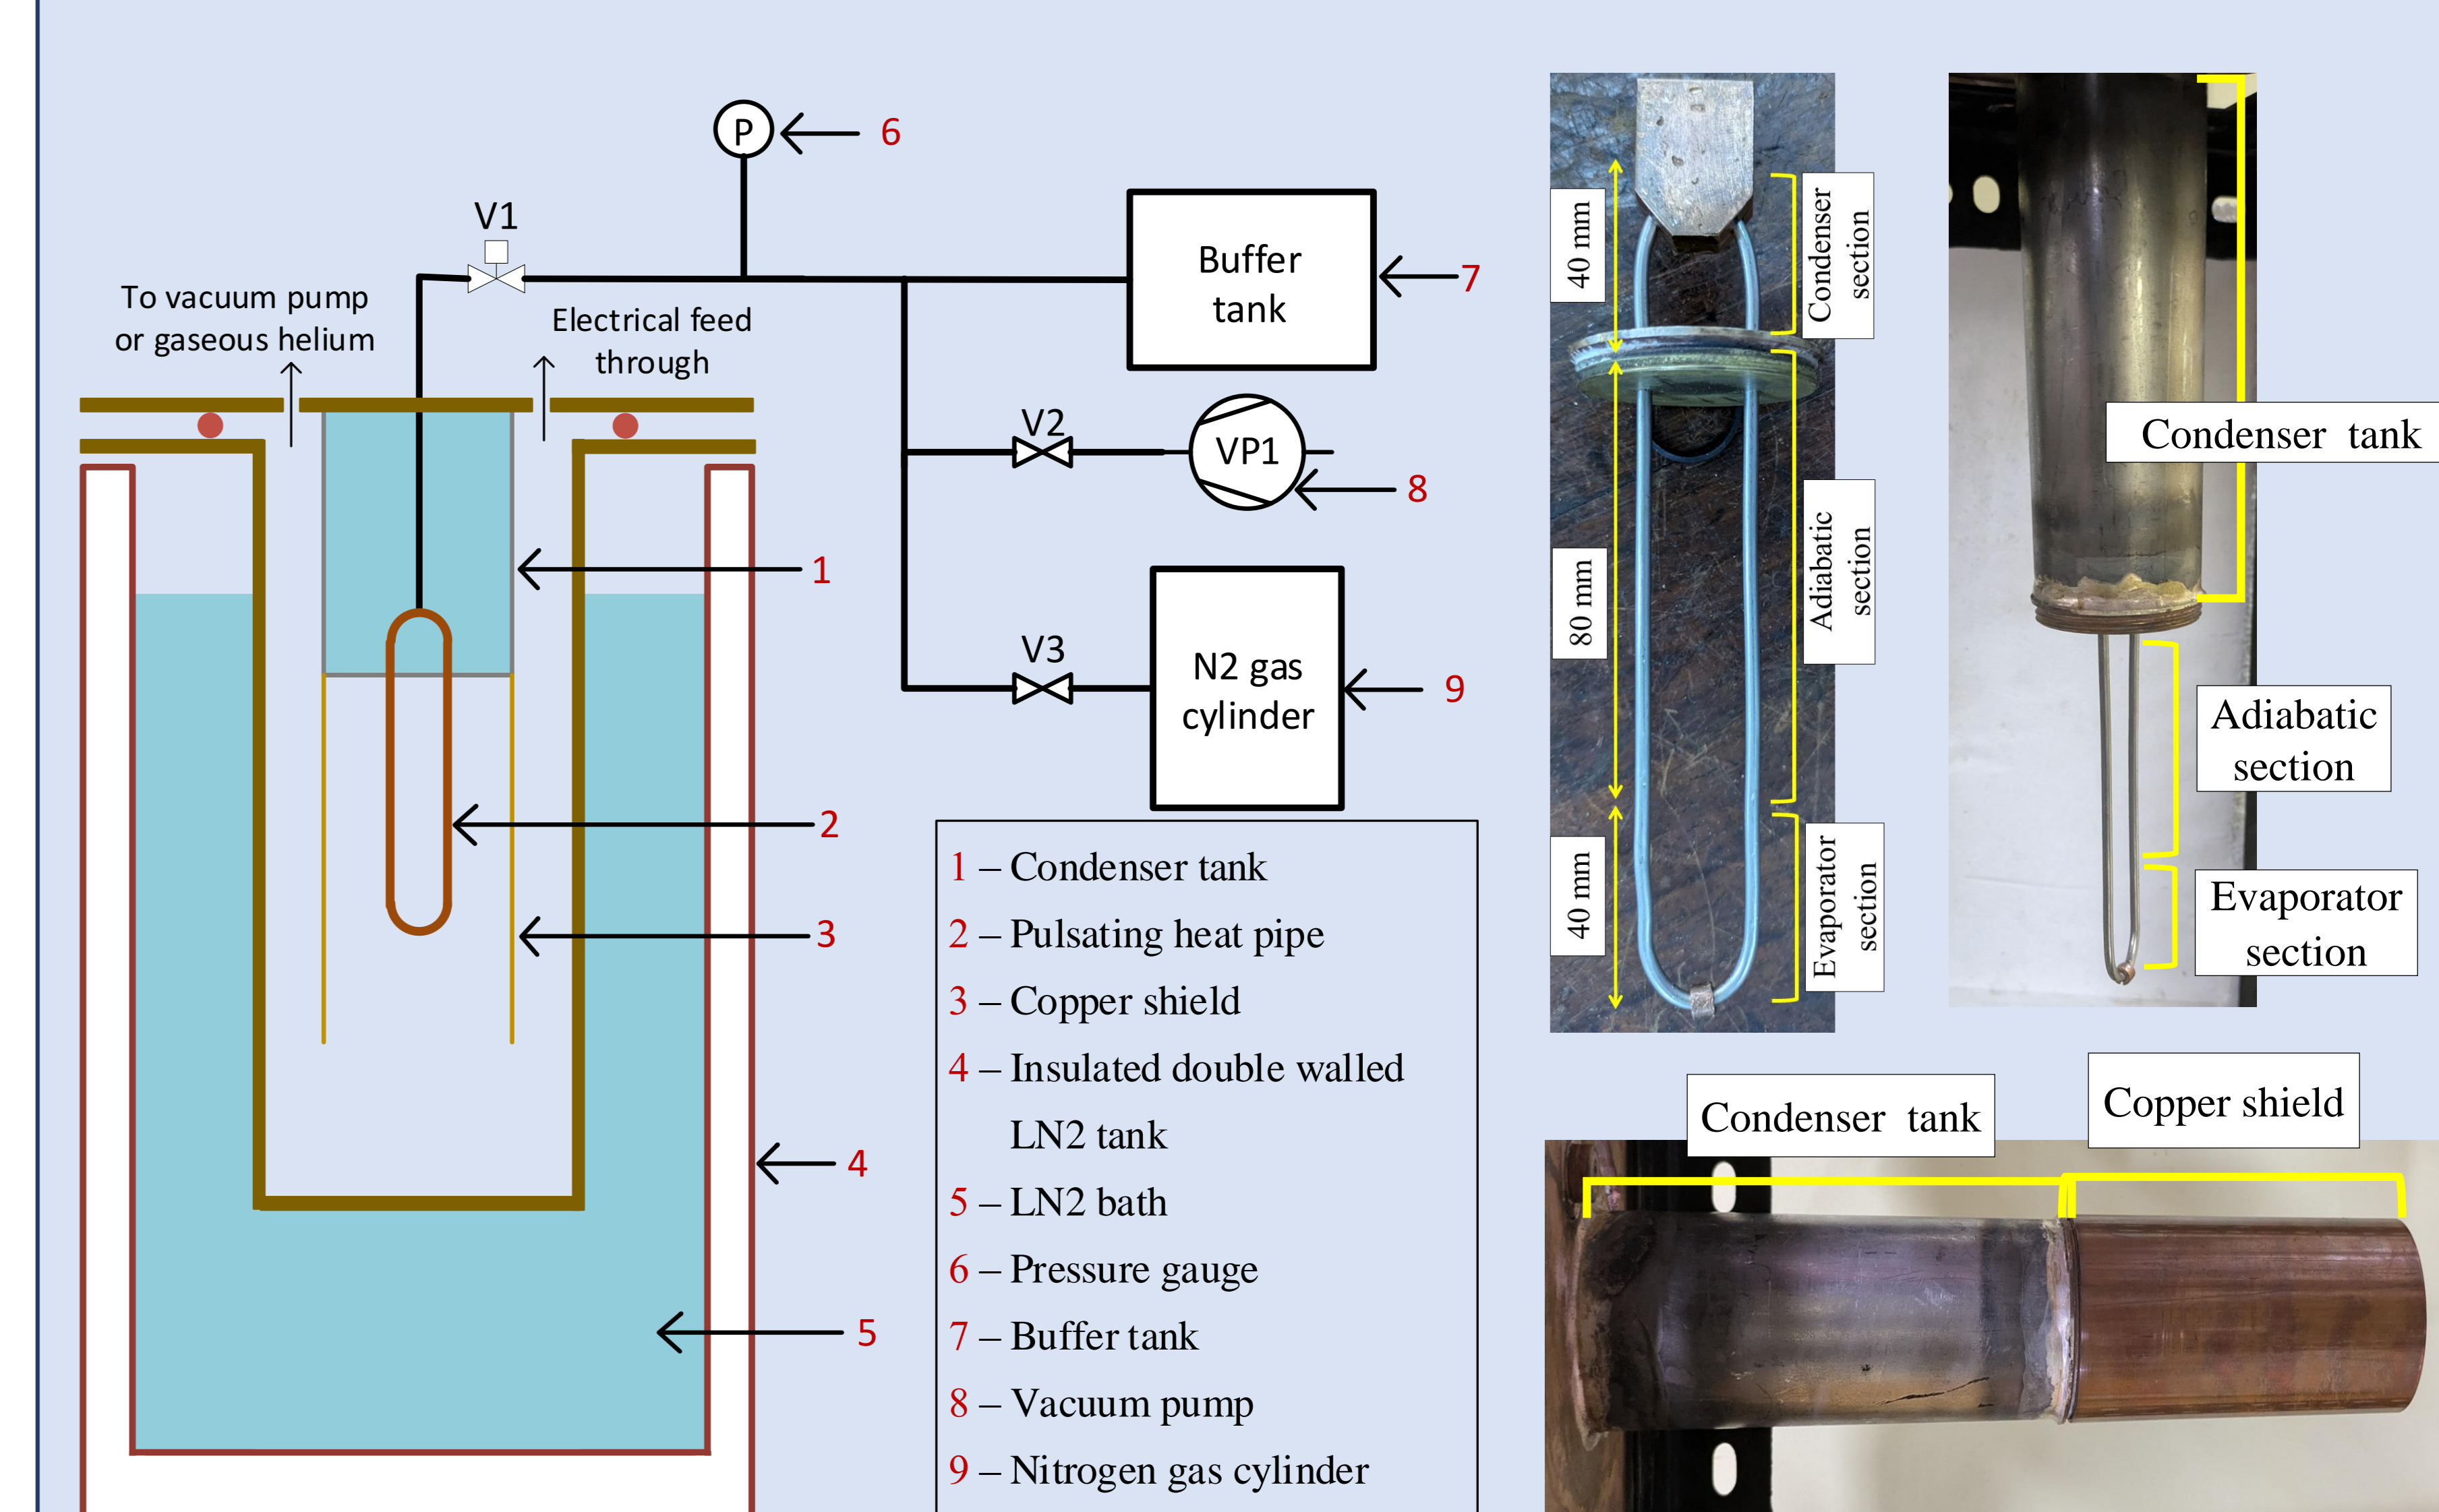 P
6
V1
To vacuum pump
or gaseous helium
Electrical feed
through
Buffer
tank
7
V2
VP1
8
1
V3
N2 gas
cylinder
9
2
3
4
5
1 – Condenser tank
2 – Pulsating heat pipe
3 – Copper shield
4 – Insulated double walled
LN2 tank
5 – LN2 bath
6 – Pressure gauge
7 – Buffer tank
8 – Vacuum pump
9 – Nitrogen gas cylinder
40 mm
80 mm
40 mm
Condenser
section
Adiabatic
section
Evaporator
section
Condenser tank
Adiabatic
section
Evaporator
section
Condenser tank
Copper shield